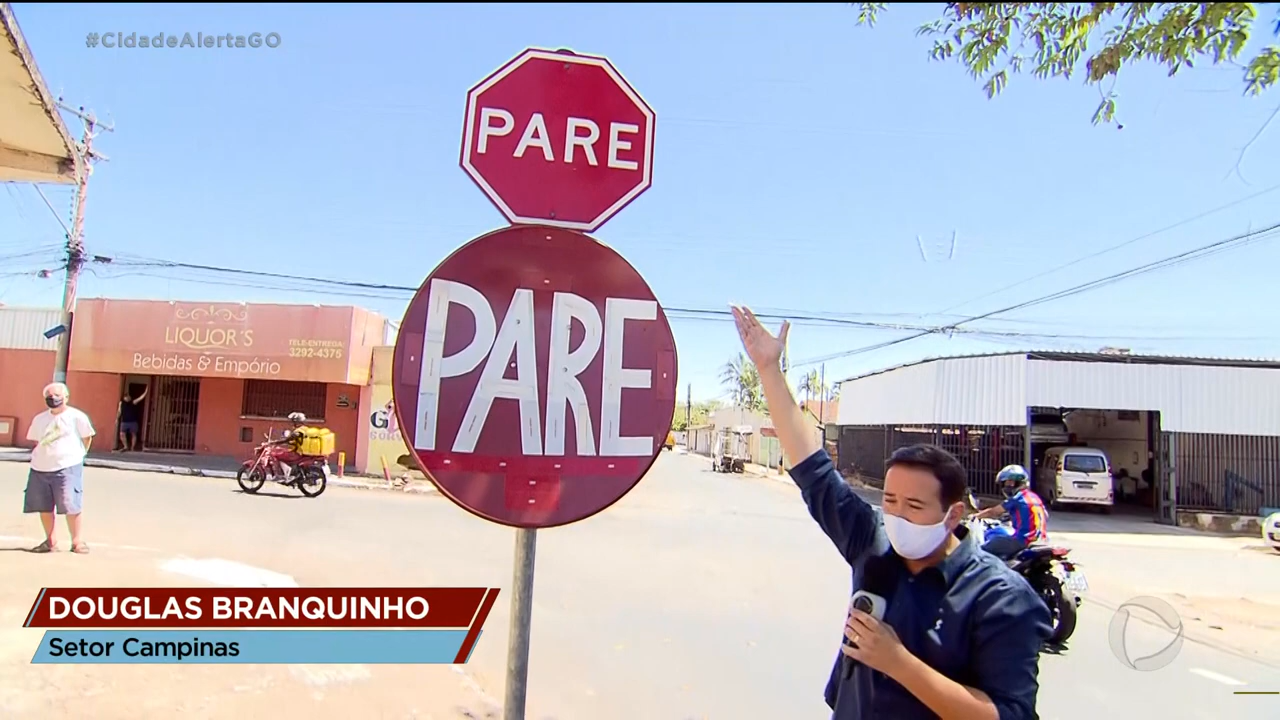 #CidadeAlertaGO
PARE
PARE
LIQUOR´S
TELE-ENTREGA:
3292-4375
Bebidas & Empório
DOUGLAS BRANQUINHO
Setor Campinas